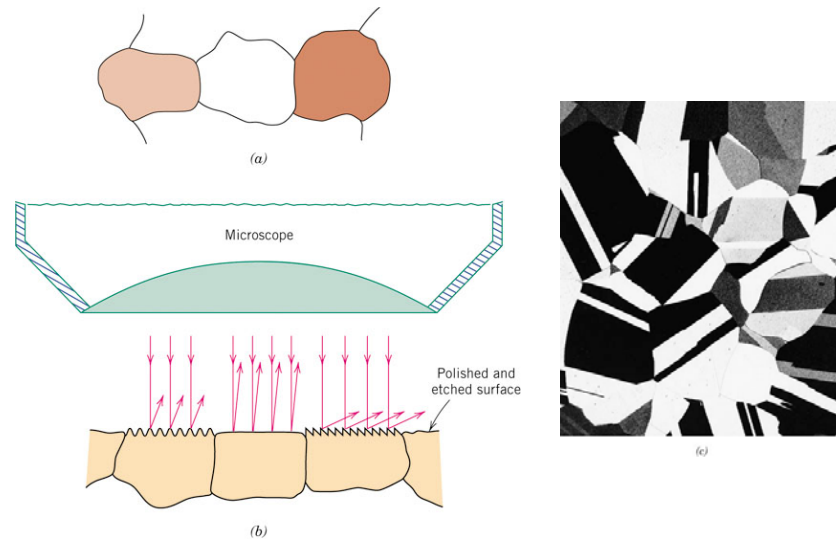 (a)
Microscope
Polished and
etched surface
(b)
(c)